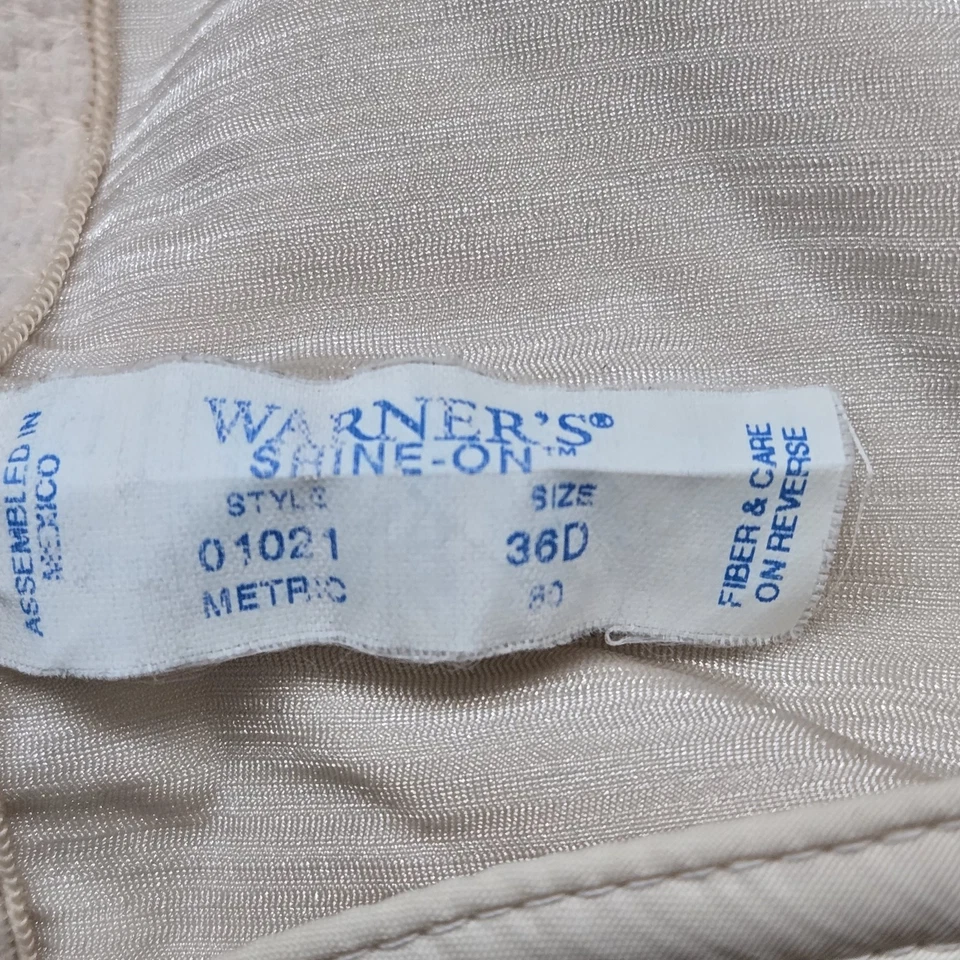 ASSEMBLED IN
MEXICO
WARNER'S®
SHINE-ON™
STYLE SIZE
01021 36D
METRIC 80
FIBER & CARE
ON REVERSE